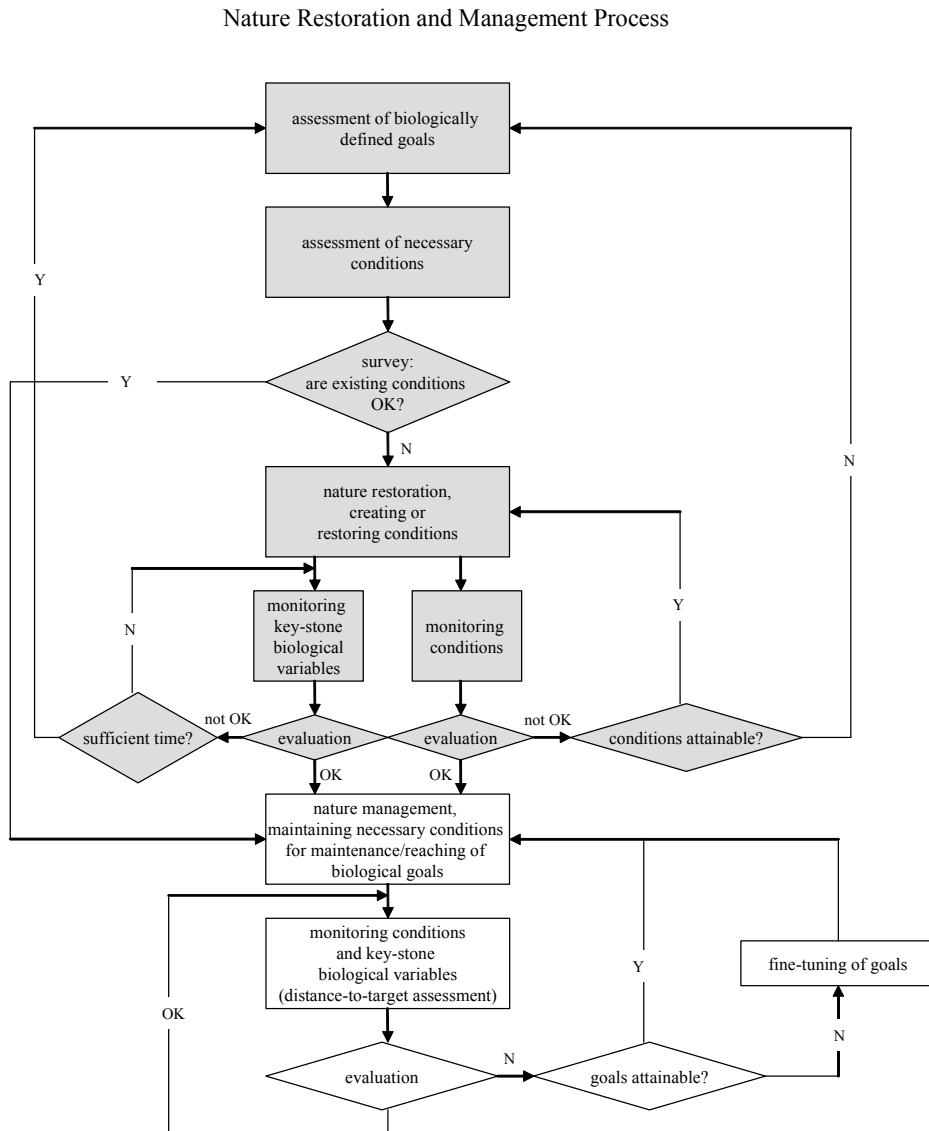 Nature Restoration and Management Process
assessment of biologically
defined goals
assessment of necessary
conditions
Y
survey:
are existing conditions
OK?
Y
N
N
nature restoration,
creating or
restoring conditions
monitoring
key-stone
biological
variables
monitoring
conditions
N
Y
not OK
not OK
sufficient time?
evaluation
evaluation
conditions attainable?
OK
OK
nature management,
maintaining necessary conditions
for maintenance/reaching of
biological goals
monitoring conditions
and key-stone
biological variables
(distance-to-target assessment)
Y
fine-tuning of goals
OK
N
evaluation
N
goals attainable?